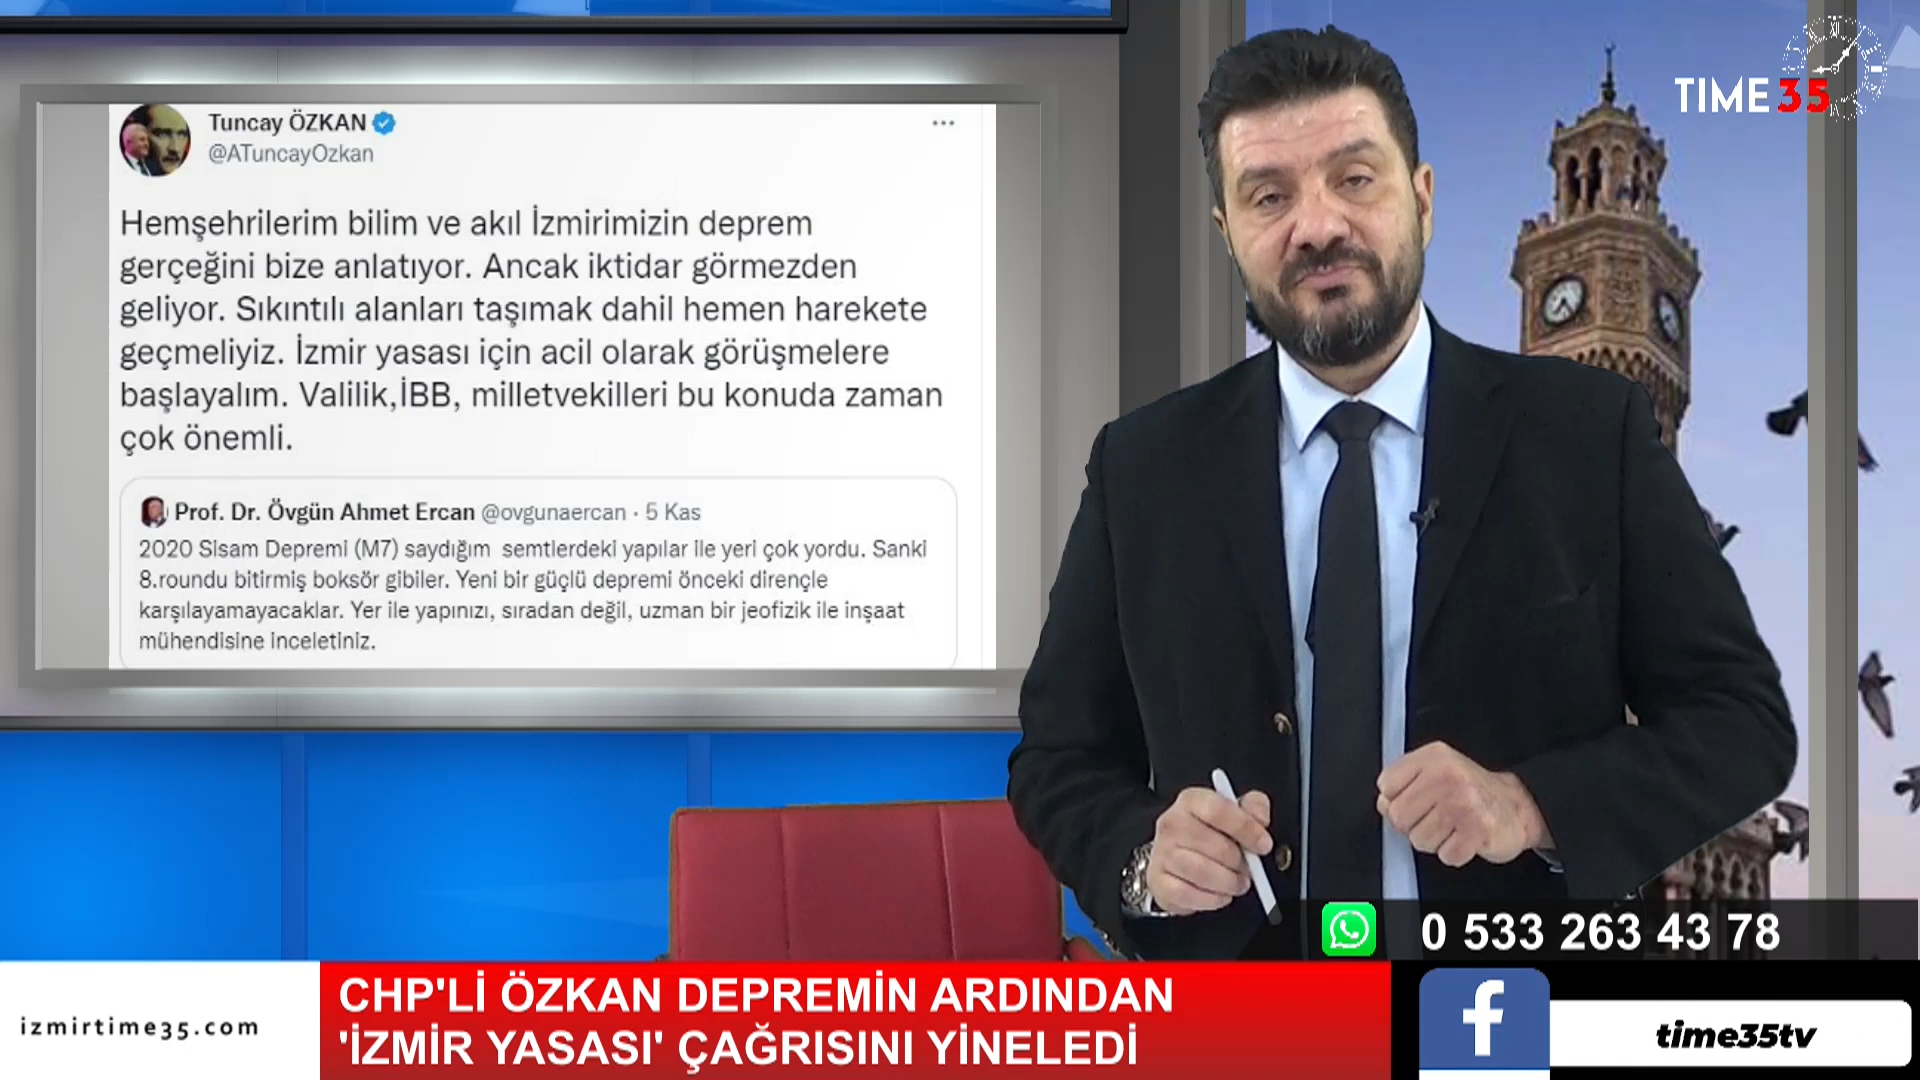 Tuncay ÖZKAN
@ATuncayOzkan
Hemşehrilerim bilim ve akıl İzmirimizin deprem
gerçeğini bize anlatıyor. Ancak iktidar görmezden
geliyor. Sıkıntılı alanları taşımak dahil hemen harekete
geçmeliyiz. İzmir yasası için acil olarak görüşmelere
başlayalım. Valilik,İBB, milletvekilleri bu konuda zaman
çok önemli.
Prof. Dr. Övgün Ahmet Ercan @ovgunaercan · 5 Kas
2020 Sisam Depremi (M7) saydığım semtlerdeki yapılar ile yeri çok yordu. Sanki
8.roundu bitirmiş boksör gibiler. Yeni bir güçlü depremi önceki dirençle
karşılayamayacaklar. Yer ile yapınızı, sıradan değil, uzman bir jeofizik ile inşaat
mühendisine inceletiniz.
TIME 35
0 533 263 43 78
izmirtime35.com
CHP'Lİ ÖZKAN DEPREMİN ARDINDAN
'İZMİR YASASI' ÇAĞRISINI YİNELEDİ
time35tv